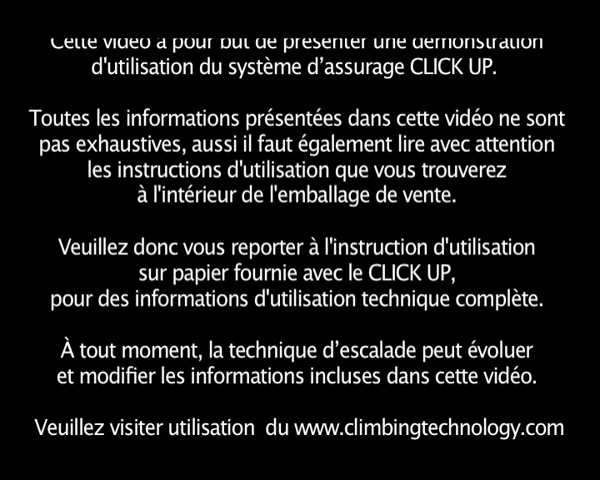 Cette vidéo a pour but de présenter une démonstration
d'utilisation du système d’assurage CLICK UP.
Toutes les informations présentées dans cette vidéo ne sont
pas exhaustives, aussi il faut également lire avec attention
les instructions d'utilisation que vous trouverez
à l'intérieur de l'emballage de vente.
Veuillez donc vous reporter à l'instruction d'utilisation
sur papier fournie avec le CLICK UP,
pour des informations d'utilisation technique complète.
À tout moment, la technique d’escalade peut évoluer
et modifier les informations incluses dans cette vidéo.
Veuillez visiter utilisation  du www.climbingtechnology.com